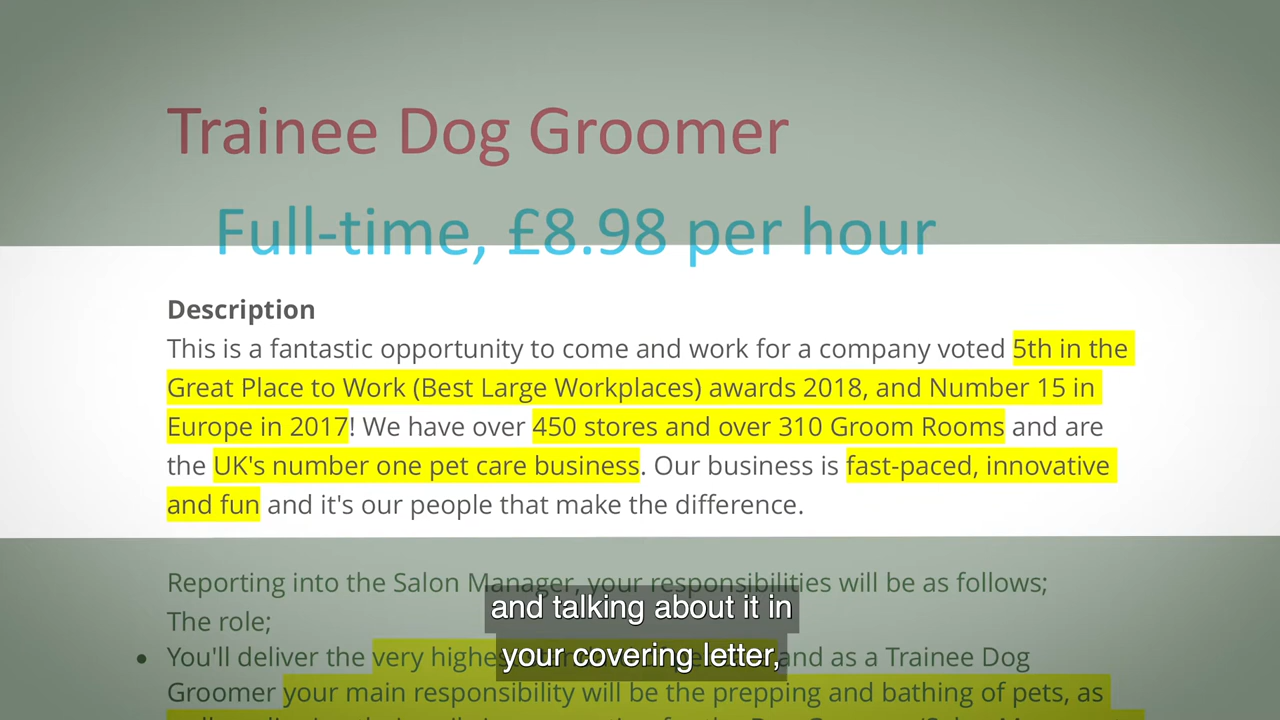 Trainee Dog Groomer
Full-time, £8.98 per hour
Description
This is a fantastic opportunity to come and work for a company voted 5th in the
Great Place to Work (Best Large Workplaces) awards 2018, and Number 15 in
Europe in 2017! We have over 450 stores and over 310 Groom Rooms and are
the UK's number one pet care business. Our business is fast-paced, innovative
and fun and it's our people that make the difference.
Reporting into the Salon Manager, your responsibilities will be as follows;
and talking about it in
The role;
your covering letter,
• You'll deliver the very highest and as a Trainee Dog
Groomer your main responsibility will be the prepping and bathing of pets, as